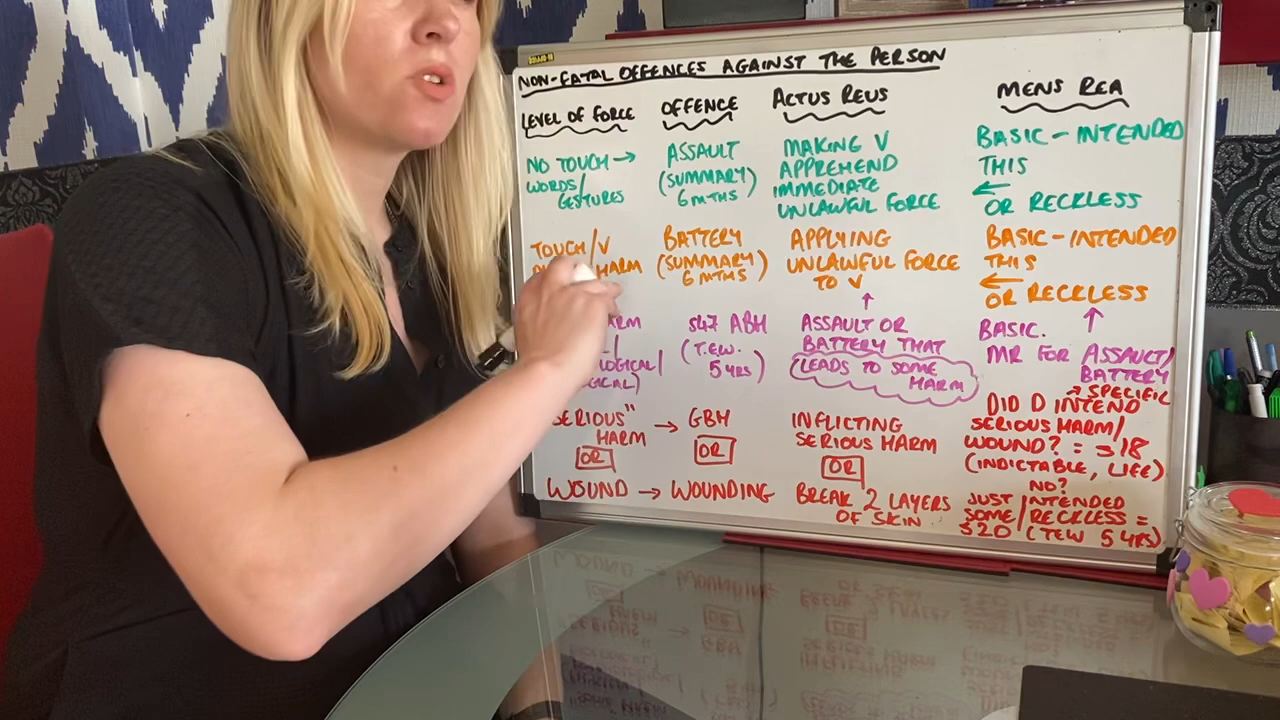 NON-FATAL OFFENCES AGAINST THE PERSON
LEVEL OF FORCE
OFFENCE
ACTUS REUS
MENS REA
NO TOUCH →
WORDS/
GESTURES
ASSAULT
(SUMMARY)
6 MTHS
MAKING V
APPREHEND
IMMEDIATE
UNLAWFUL FORCE
BASIC - INTENDED
THIS
←
OR RECKLESS
TOUCH/V
HARM
BATTERY
(SUMMARY)
6 MTHS
APPLYING
UNLAWFUL FORCE
TO V
BASIC - INTENDED
THIS
←
OR RECKLESS
S47 ABH
(T.E.W.
5 YRS)
↑
ASSAULT OR
BATTERY THAT
(LEADS TO SOME
HARM)
BASIC. ↑
MR FOR ASSAULT/
BATTERY
"SERIOUS"
HARM
OR
WOUND
→ GBH
OR
→ WOUNDING
INFLICTING
SERIOUS HARM
OR
BREAK 2 LAYERS
OF SKIN
↗ SPECIFIC
DID D INTEND
SERIOUS HARM/
WOUND? = S18
(INDICTABLE, LIFE)
NO?
JUST INTENDED
SOME/RECKLESS =
S20 (TEW 5 YRS)